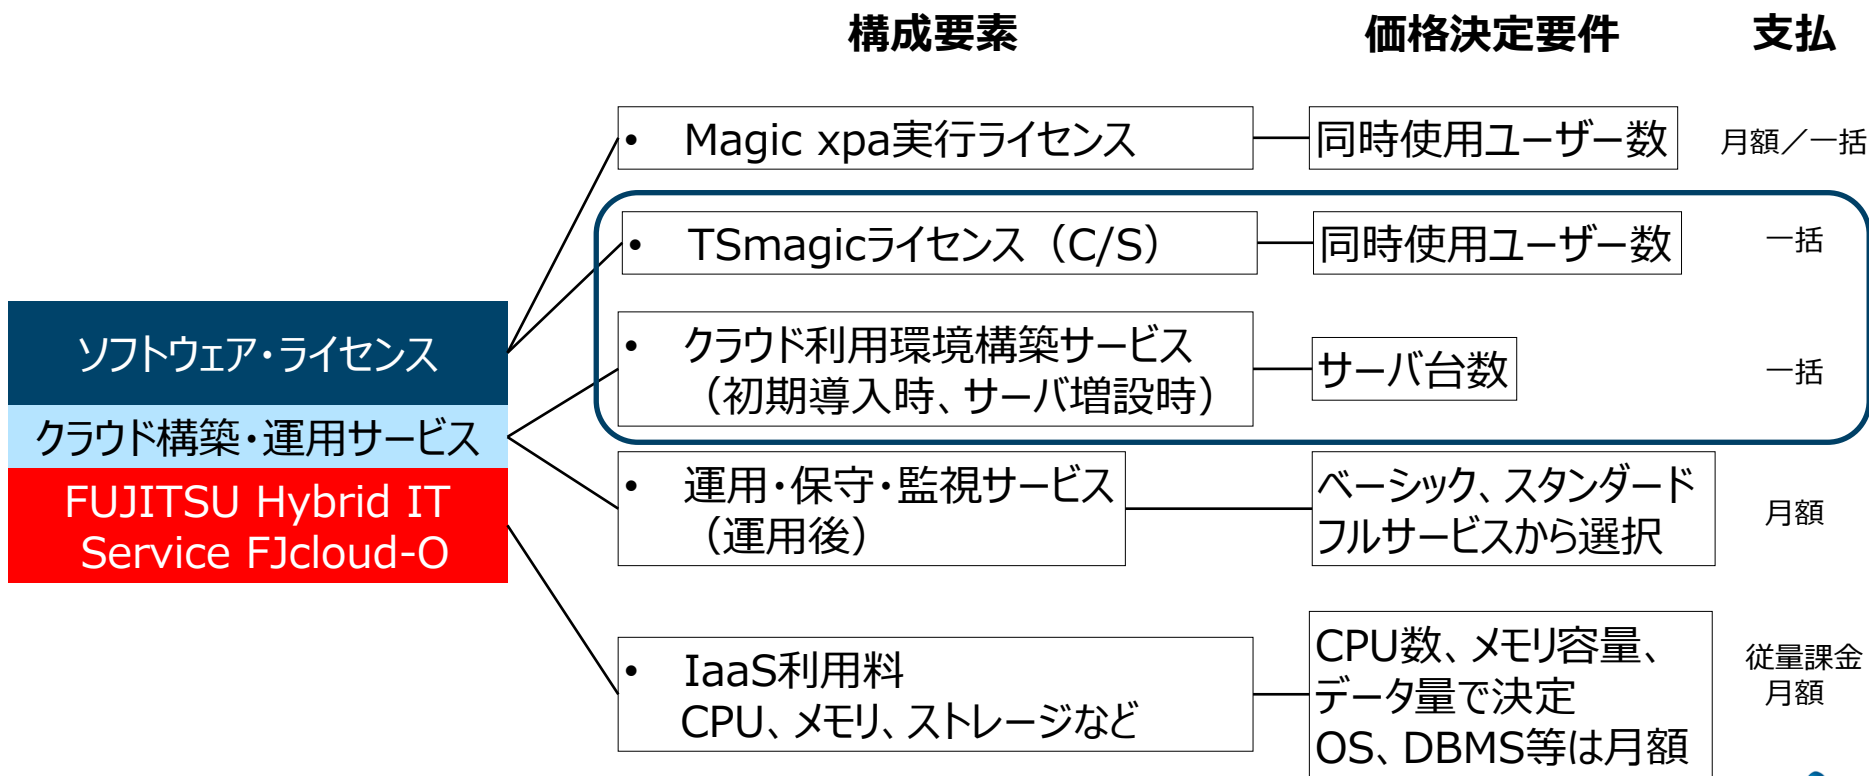 構成要素 価格決定要件 支払
• Magic xpa実行ライセンス 同時使用ユーザー数 月額／一括
• TSmagicライセンス（C/S） 同時使用ユーザー数 一括
ソフトウェア・ライセンス
クラウド構築・運用サービス
FUJITSU Hybrid IT
Service FJcloud-O
• クラウド利用環境構築サービス
（初期導入時、サーバ増設時）
サーバ台数
一括
• 運用・保守・監視サービス
（運用後）
ベーシック、スタンダード
フルサービスから選択
月額
• IaaS利用料
CPU、メモリ、ストレージなど
CPU数、メモリ容量、
データ量で決定
OS、DBMS等は月額
従量課金
月額